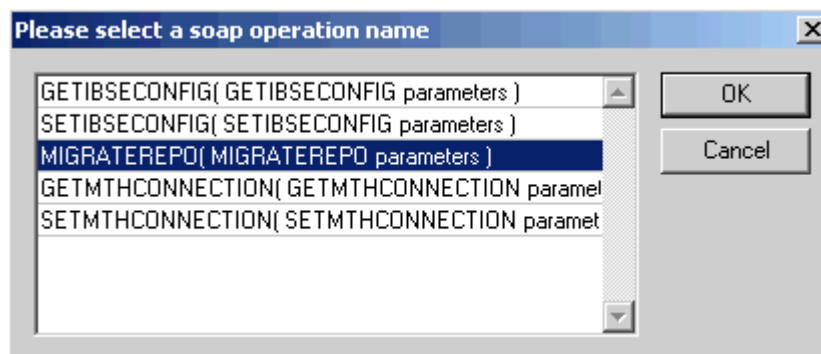 Please select a soap operation name
GETIBSECONFIG( GETIBSECONFIG parameters )
SETIBSECONFIG( SETIBSECONFIG parameters )
MIGRATEREPO( MIGRATEREPO parameters )
GETMTHCONNECTION( GETMTHCONNECTION paramet
SETMTHCONNECTION( SETMTHCONNECTION paramet
OK
Cancel